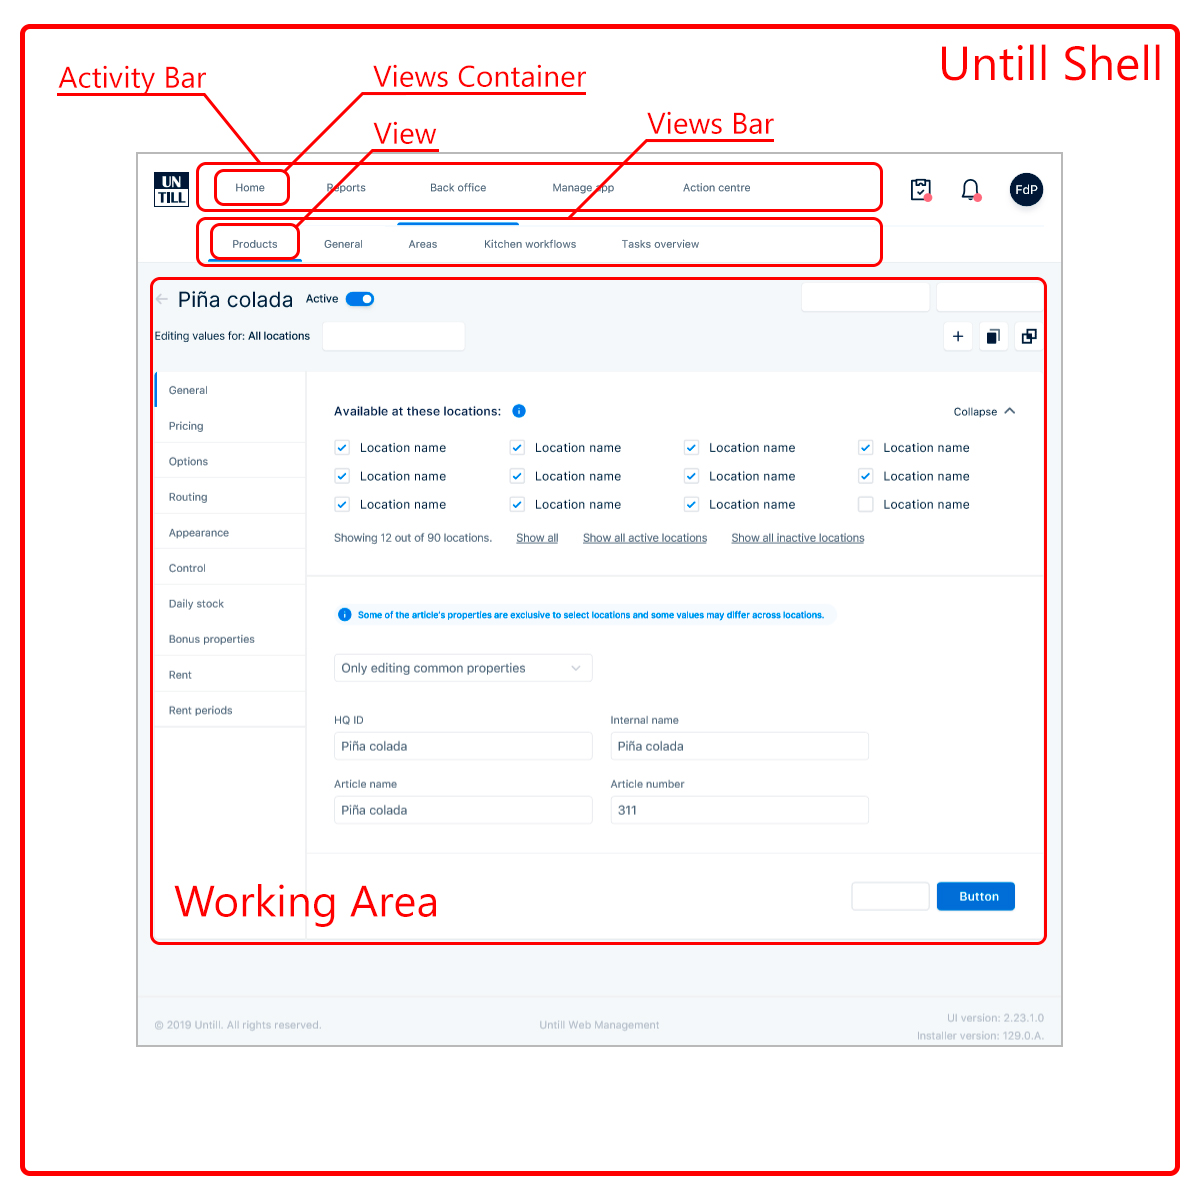 Untill Shell
Activity Bar
Views Container
View
Views Bar
UN
TILL
Home
Reports
Back office
Manage app
Action centre
FdP
Products
General
Areas
Kitchen workflows
Tasks overview
Piña colada
Active
Editing values for: All locations
General
Pricing
Options
Routing
Appearance
Control
Daily stock
Bonus properties
Rent
Rent periods
Available at these locations:
Collapse
Location name Location name Location name Location name
Location name Location name Location name Location name
Location name Location name Location name Location name
Showing 12 out of 90 locations. Show all Show all active locations Show all inactive locations
Some of the article's properties are exclusive to select locations and some values may differ across locations.
Only editing common properties
HQ ID
Piña colada
Internal name
Piña colada
Article name
Piña colada
Article number
311
Working Area
Button
© 2019 Untill. All rights reserved.
Untill Web Management
UI version: 2.23.1.0
Installer version: 129.0.A.